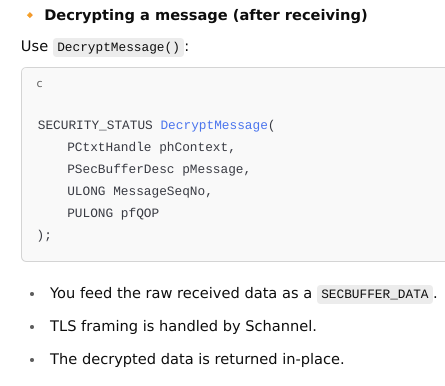 🔸 Decrypting a message (after receiving)
Use DecryptMessage():
c
SECURITY_STATUS DecryptMessage(
    PCtxtHandle phContext,
    PSecBufferDesc pMessage,
    ULONG MessageSeqNo,
    PULONG pfQOP
);
• You feed the raw received data as a SECBUFFER_DATA.
• TLS framing is handled by Schannel.
• The decrypted data is returned in-place.